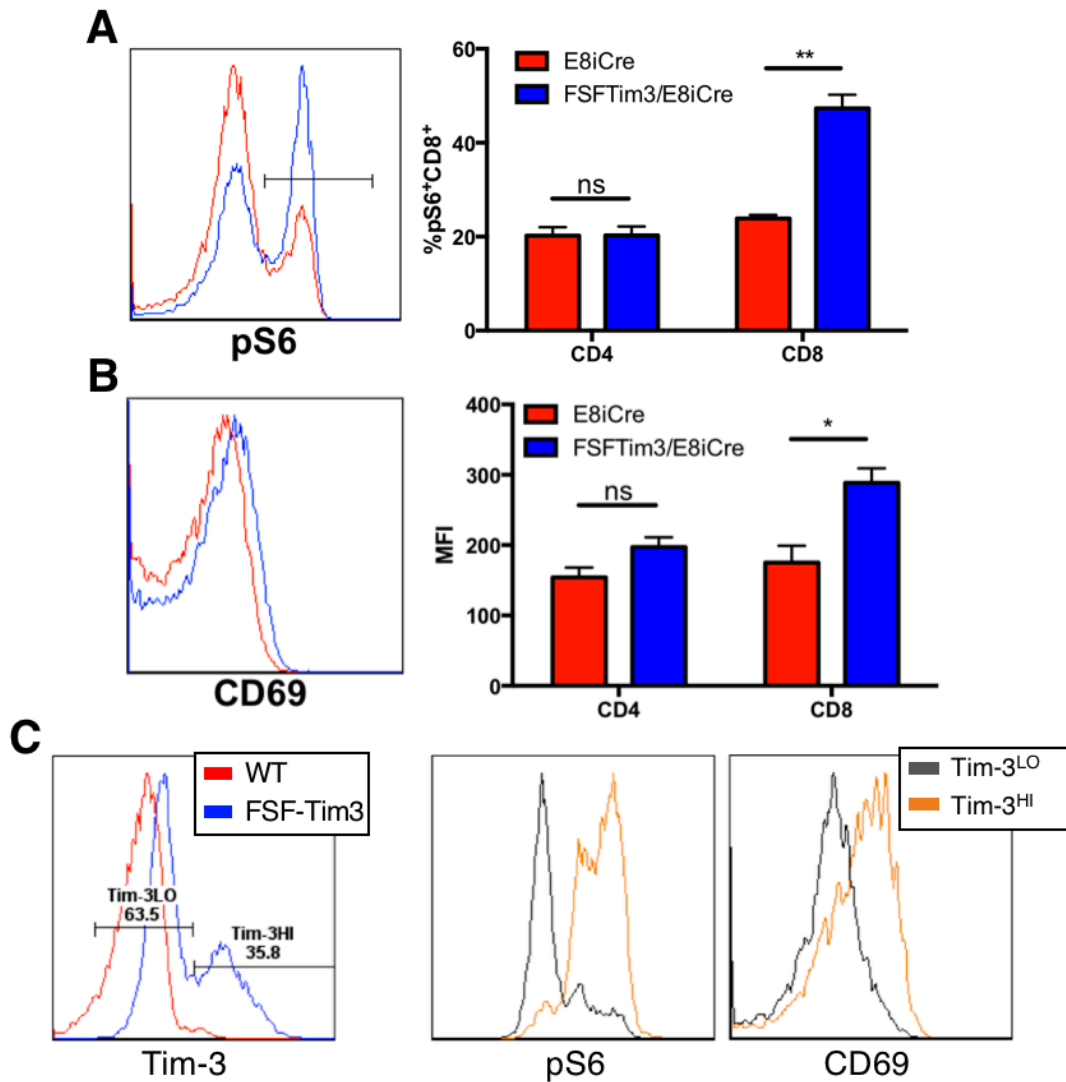 A
pS6
60
40
20
0
%pS6⁺CD8⁺
E8iCre
FSFTim3/E8iCre
ns
**
CD4
CD8
B
CD69
400
300
200
100
0
MFI
E8iCre
FSFTim3/E8iCre
ns
*
CD4
CD8
C
WT
FSF-Tim3
Tim-3LO
63.5
Tim-3HI
35.8
Tim-3
pS6
Tim-3ᴸᴼ
Tim-3ᴴᴵ
CD69